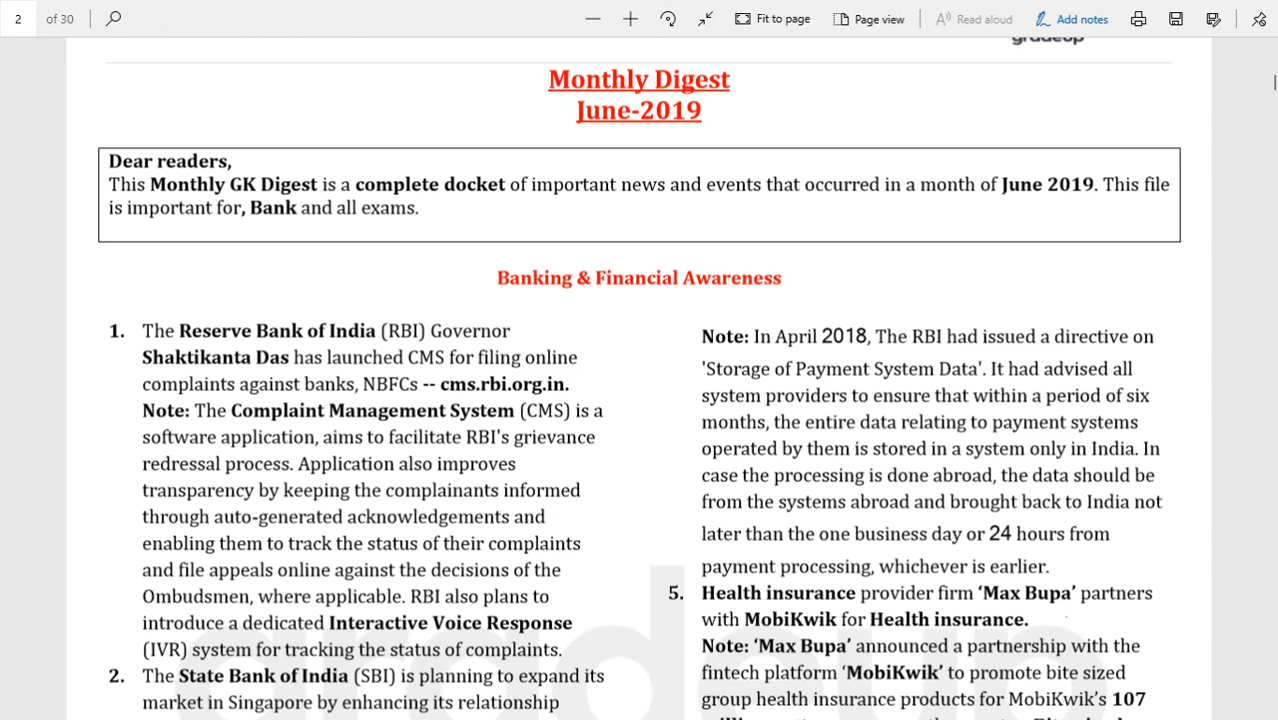 2 of 30
Fit to page
Page view
Read aloud
Add notes
gradeup
Monthly Digest
June-2019
Dear readers,
This Monthly GK Digest is a complete docket of important news and events that occurred in a month of June 2019. This file
is important for, Bank and all exams.
Banking & Financial Awareness
1. The Reserve Bank of India (RBI) Governor
Shaktikanta Das has launched CMS for filing online
complaints against banks, NBFCs -- cms.rbi.org.in.
Note: The Complaint Management System (CMS) is a
software application, aims to facilitate RBI's grievance
redressal process. Application also improves
transparency by keeping the complainants informed
through auto-generated acknowledgements and
enabling them to track the status of their complaints
and file appeals online against the decisions of the
Ombudsmen, where applicable. RBI also plans to
introduce a dedicated Interactive Voice Response
(IVR) system for tracking the status of complaints.
2. The State Bank of India (SBI) is planning to expand its
market in Singapore by enhancing its relationship
Note: In April 2018, The RBI had issued a directive on
'Storage of Payment System Data'. It had advised all
system providers to ensure that within a period of six
months, the entire data relating to payment systems
operated by them is stored in a system only in India. In
case the processing is done abroad, the data should be
from the systems abroad and brought back to India not
later than the one business day or 24 hours from
payment processing, whichever is earlier.
5. Health insurance provider firm ‘Max Bupa’ partners
with MobiKwik for Health insurance.
Note: ‘Max Bupa’ announced a partnership with the
fintech platform ‘MobiKwik’ to promote bite sized
group health insurance products for MobiKwik’s 107